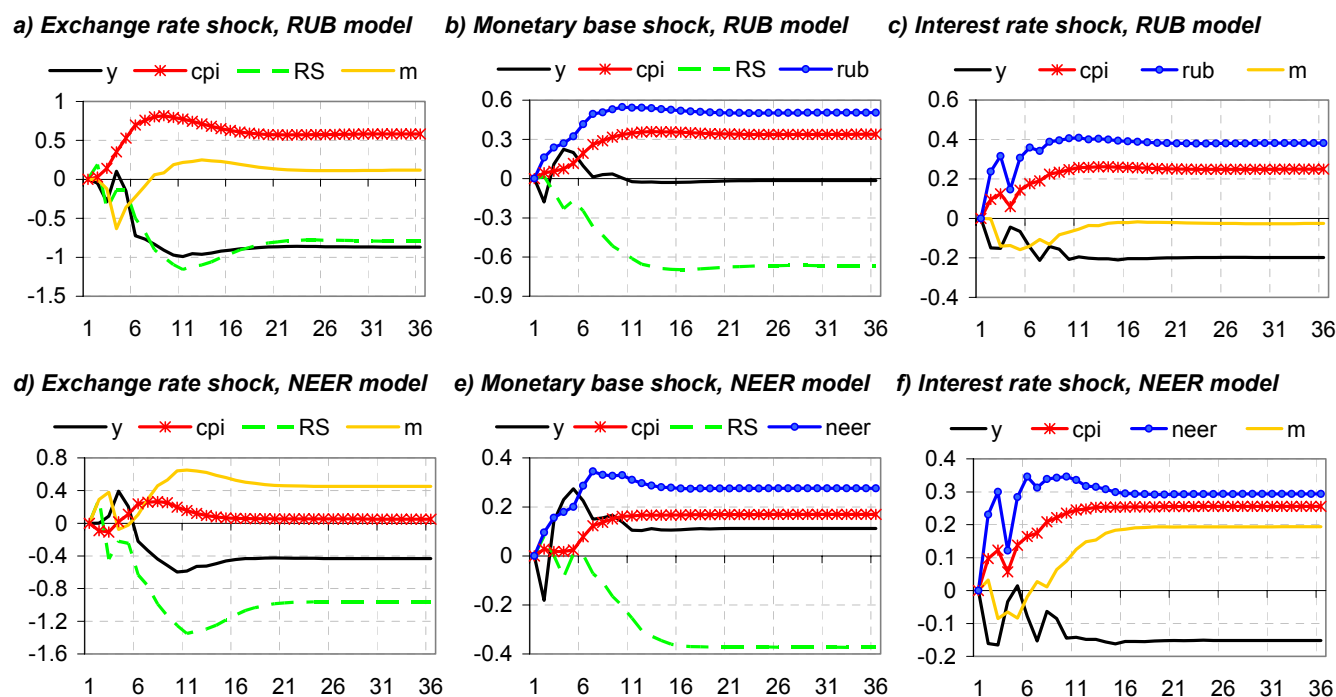 a) Exchange rate shock, RUB model
y cpi RS m
1
0.5
0
-0.5
-1
-1.5
1 6 11 16 21 26 31 36
b) Monetary base shock, RUB model
y cpi RS rub
0.6
0.3
0.0
-0.3
-0.6
-0.9
1 6 11 16 21 26 31 36
c) Interest rate shock, RUB model
y cpi rub m
0.6
0.4
0.2
0
-0.2
-0.4
1 6 11 16 21 26 31 36
d) Exchange rate shock, NEER model
y cpi RS m
0.8
0.4
0
-0.4
-0.8
-1.2
-1.6
1 6 11 16 21 26 31 36
e) Monetary base shock, NEER model
y cpi RS neer
0.4
0.2
0.0
-0.2
-0.4
1 6 11 16 21 26 31 36
f) Interest rate shock, NEER model
y cpi neer m
0.4
0.3
0.2
0.1
0
-0.1
-0.2
1 6 11 16 21 26 31 36